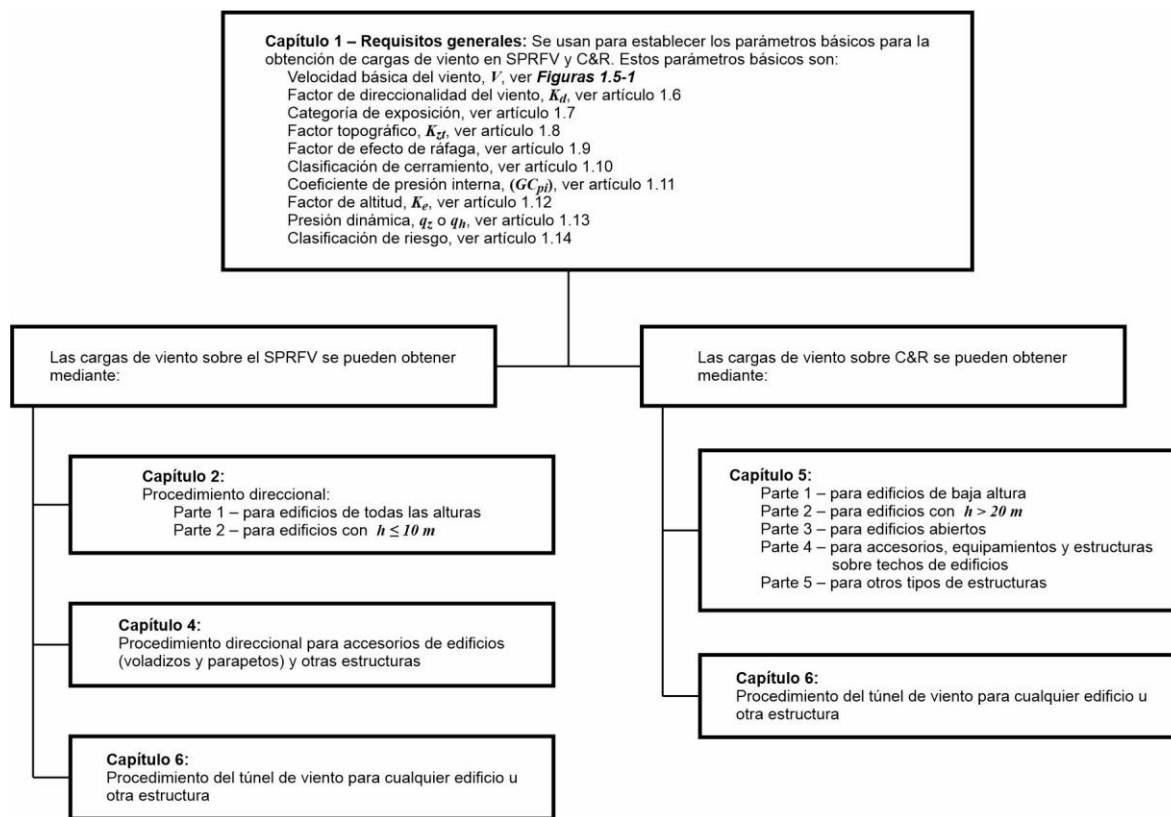 Capítulo 1 – Requisitos generales: Se usan para establecer los parámetros básicos para la
obtención de cargas de viento en SPRFV y C&R. Estos parámetros básicos son:
Velocidad básica del viento, V, ver Figuras 1.5-1
Factor de direccionalidad del viento, Kd, ver artículo 1.6
Categoría de exposición, ver artículo 1.7
Factor topográfico, Kzt, ver artículo 1.8
Factor de efecto de ráfaga, ver artículo 1.9
Clasificación de cerramiento, ver artículo 1.10
Coeficiente de presión interna, (GCpi), ver artículo 1.11
Factor de altitud, Ke, ver artículo 1.12
Presión dinámica, qz o qh, ver artículo 1.13
Clasificación de riesgo, ver artículo 1.14
Las cargas de viento sobre el SPRFV se pueden obtener
mediante:
Las cargas de viento sobre C&R se pueden obtener
mediante:
Capítulo 2:
Procedimiento direccional:
Parte 1 – para edificios de todas las alturas
Parte 2 – para edificios con h ≤ 10 m
Capítulo 4:
Procedimiento direccional para accesorios de edificios
(voladizos y parapetos) y otras estructuras
Capítulo 6:
Procedimiento del túnel de viento para cualquier edificio u
otra estructura
Capítulo 5:
Parte 1 – para edificios de baja altura
Parte 2 – para edificios con h > 20 m
Parte 3 – para edificios abiertos
Parte 4 – para accesorios, equipamientos y estructuras
sobre techos de edificios
Parte 5 – para otros tipos de estructuras
Capítulo 6:
Procedimiento del túnel de viento para cualquier edificio u
otra estructura